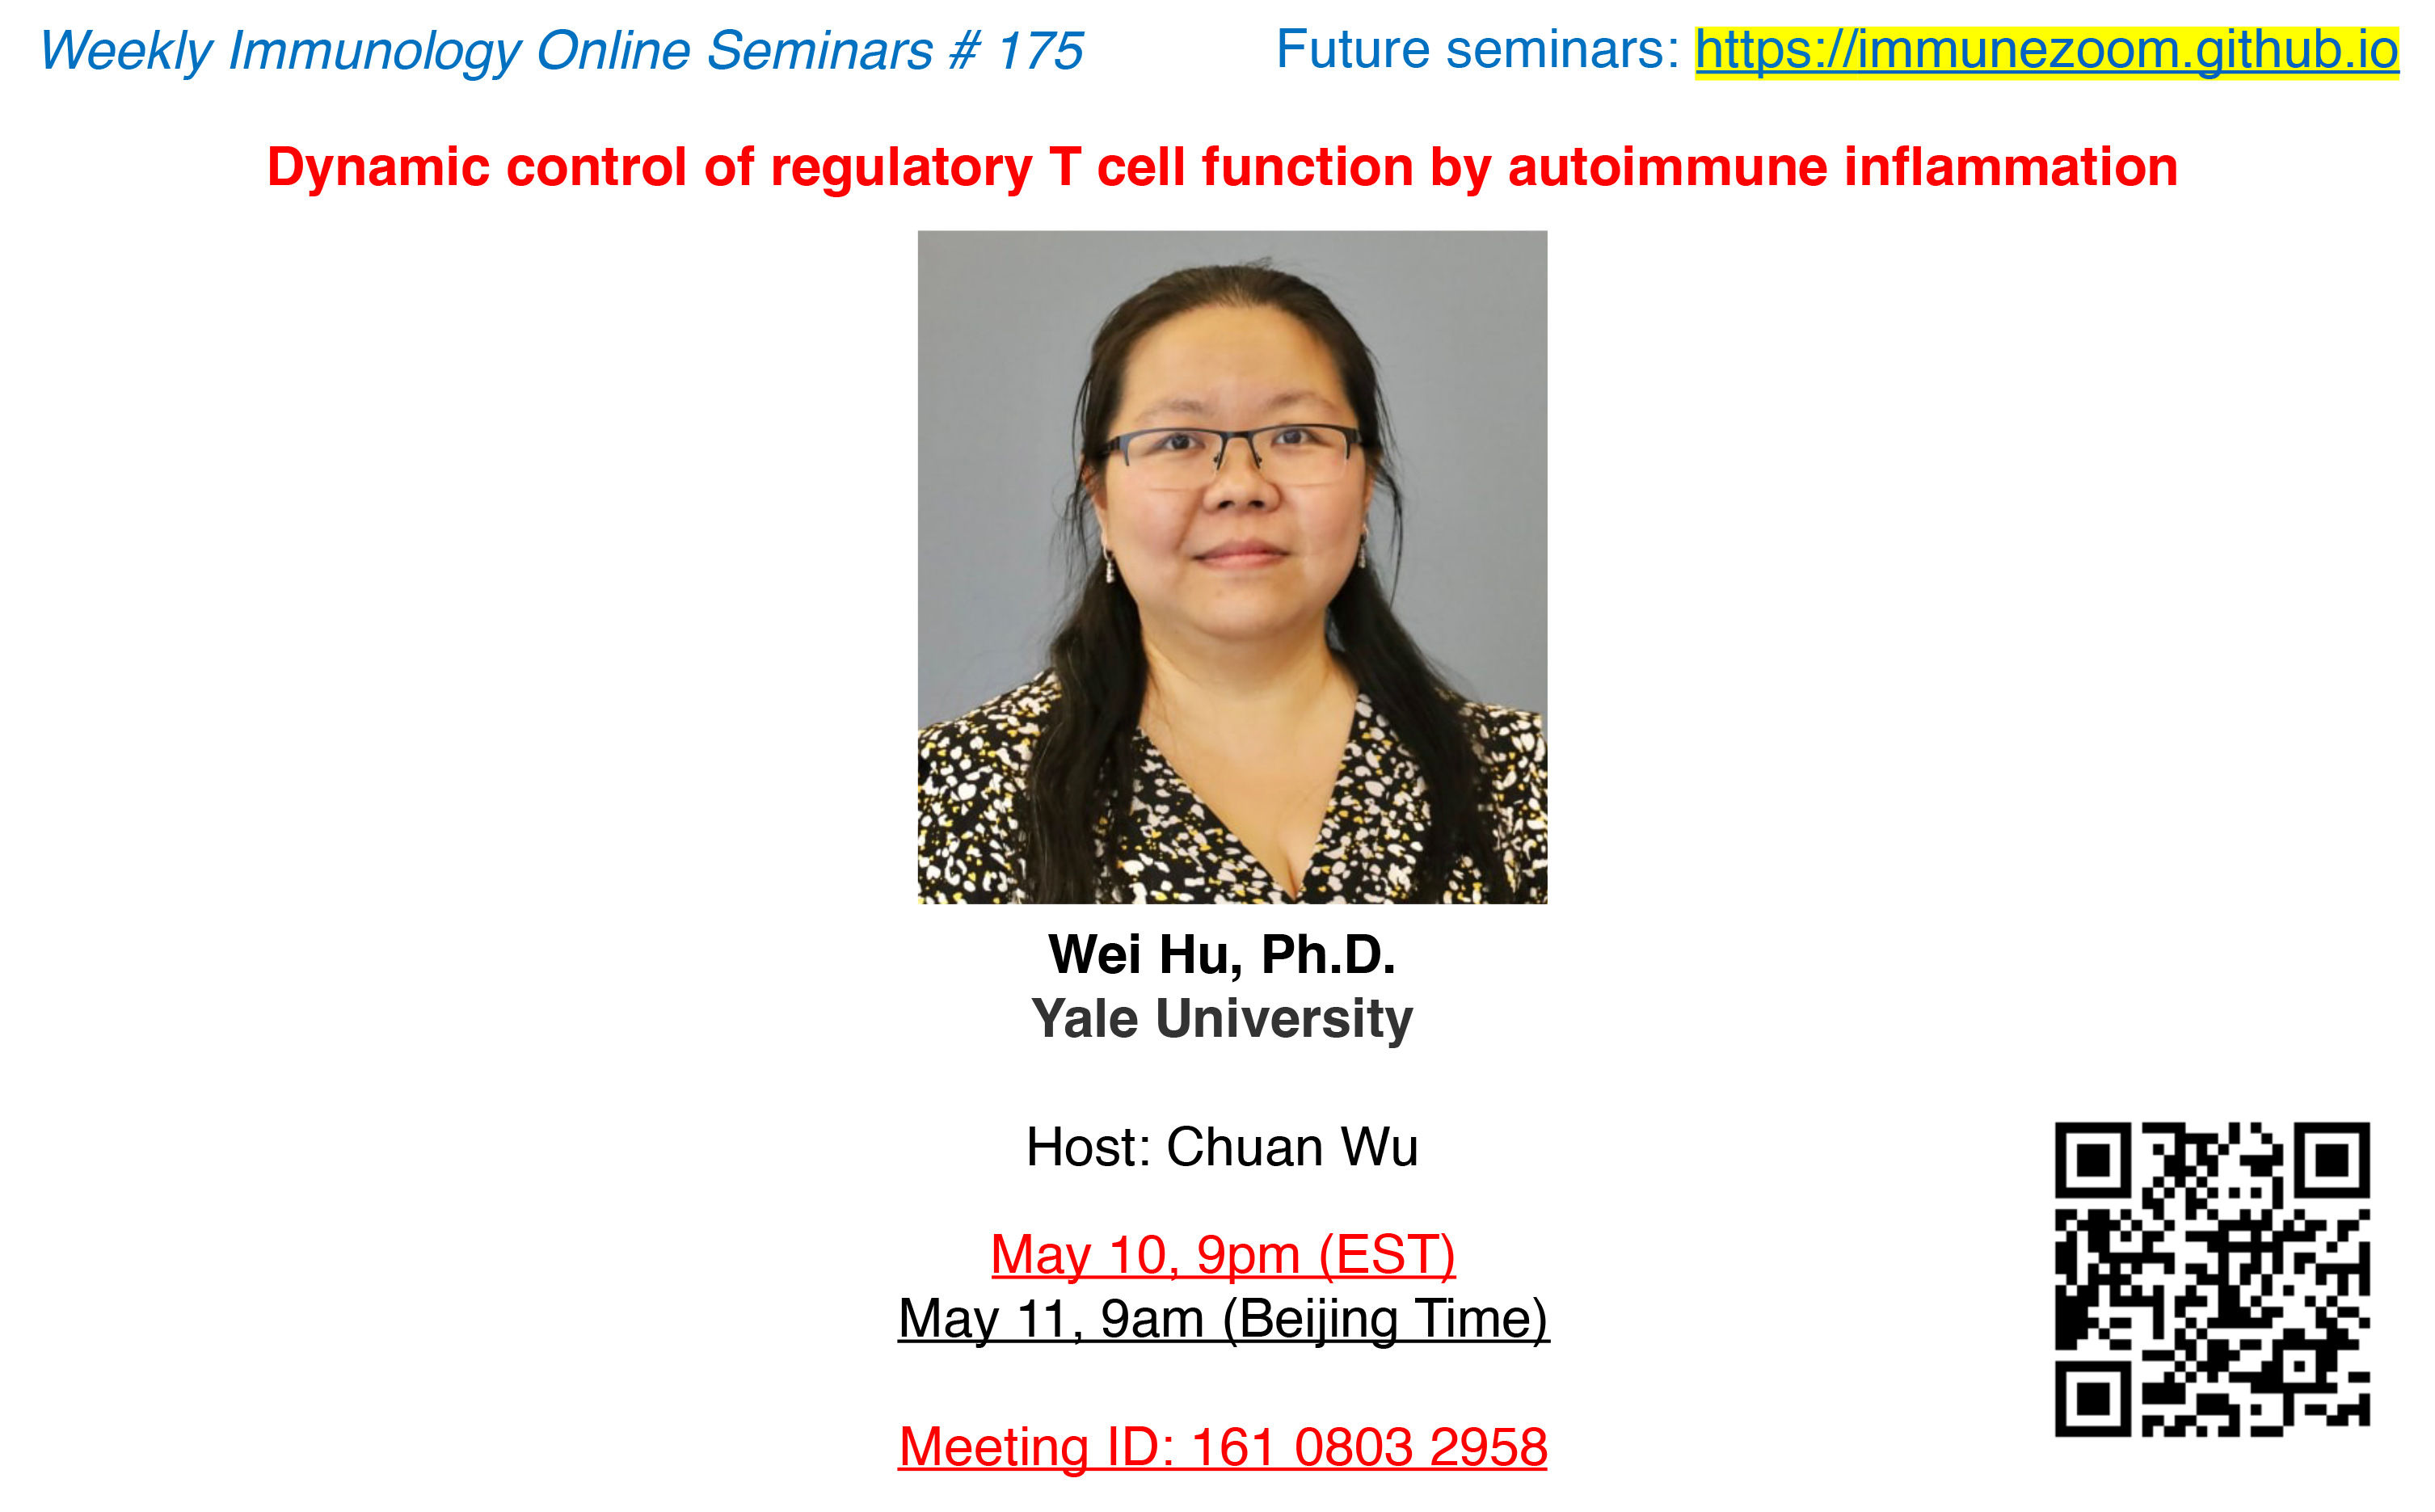 Weekly Immunology Online Seminars # 175
Future seminars: https://immunezoom.github.io
Dynamic control of regulatory T cell function by autoimmune inflammation
Wei Hu, Ph.D.
Yale University
Host: Chuan Wu
May 10, 9pm (EST)
May 11, 9am (Beijing Time)
Meeting ID: 161 0803 2958